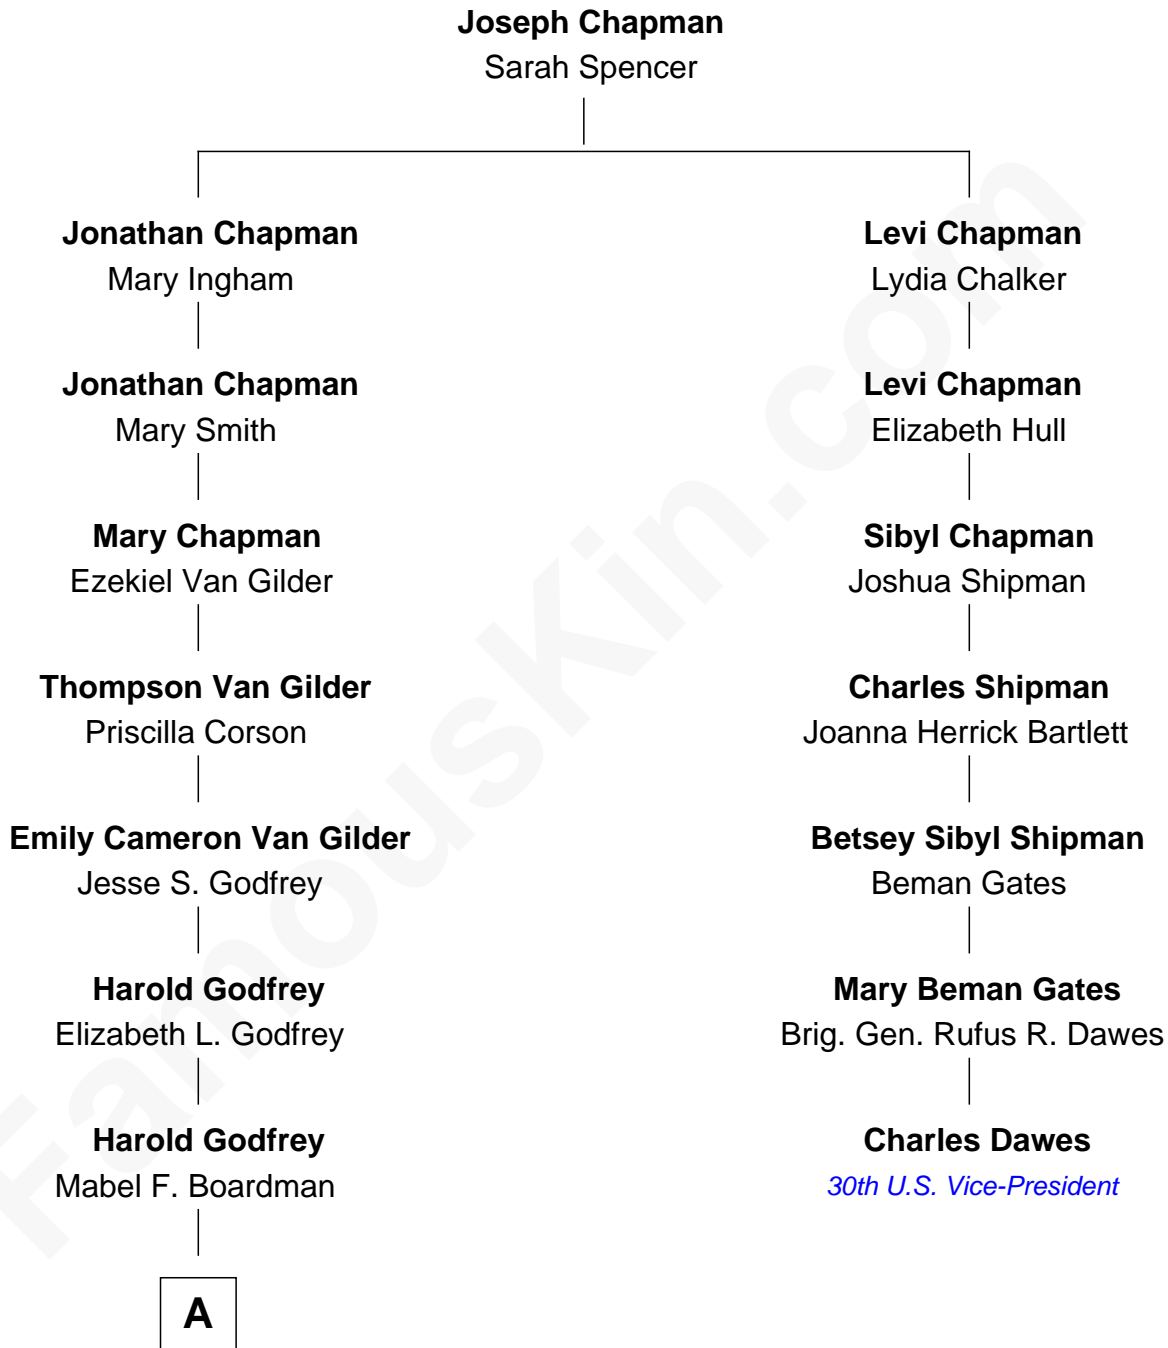 Joseph Chapman
Sarah Spencer
Jonathan Chapman
Mary Ingham
Jonathan Chapman
Mary Smith
Mary Chapman
Ezekiel Van Gilder
Thompson Van Gilder
Priscilla Corson
Emily Cameron Van Gilder
Jesse S. Godfrey
Harold Godfrey
Elizabeth L. Godfrey
Harold Godfrey
Mabel F. Boardman
A
Levi Chapman
Lydia Chalker
Levi Chapman
Elizabeth Hull
Sibyl Chapman
Joshua Shipman
Charles Shipman
Joanna Herrick Bartlett
Betsey Sibyl Shipman
Beman Gates
Mary Beman Gates
Brig. Gen. Rufus R. Dawes
Charles Dawes
30th U.S. Vice-President
FamousKin.com